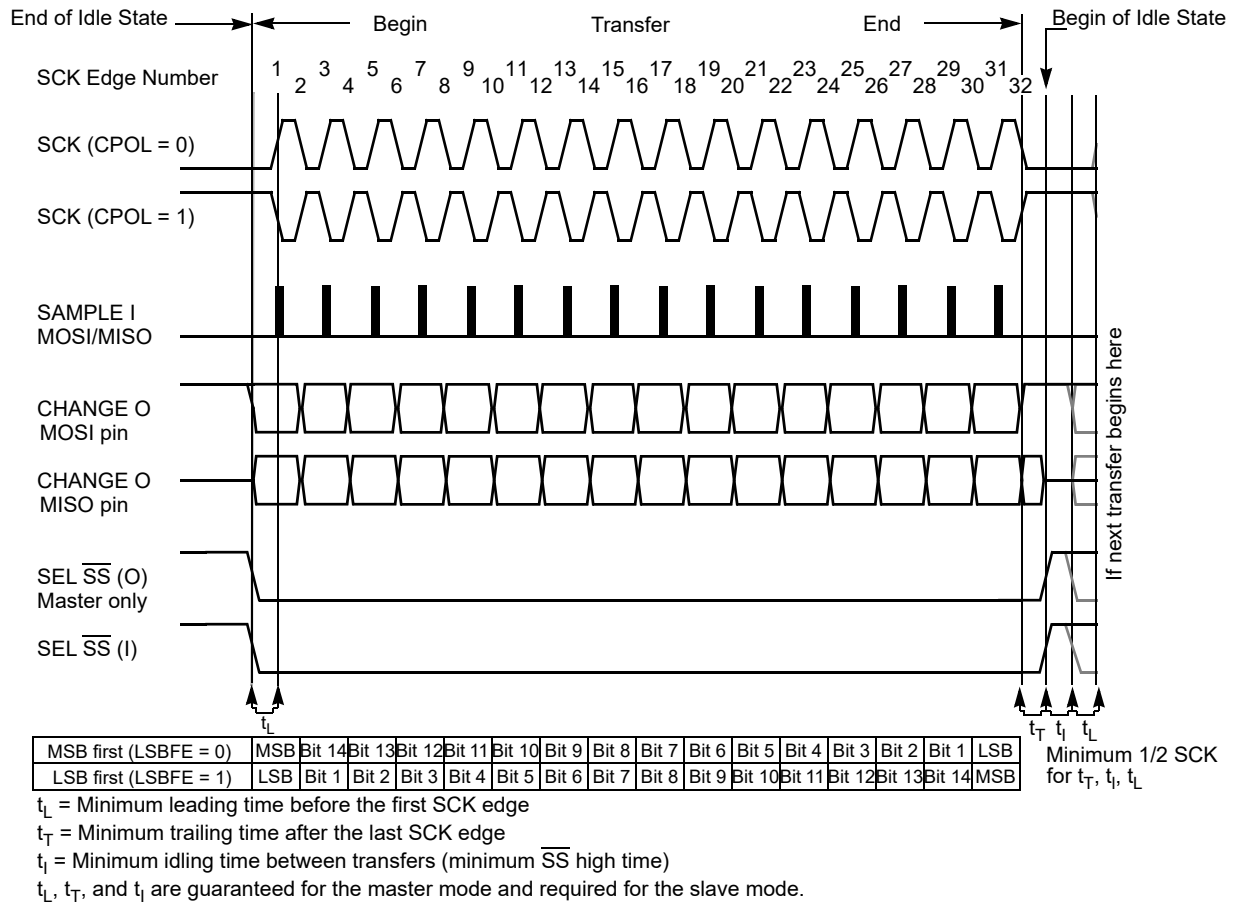 End of Idle State
Begin
Transfer
End
Begin of Idle State
SCK Edge Number
1 3 5 7 9 11 13 15 17 19 21 23 25 27 29 31
2 4 6 8 10 12 14 16 18 20 22 24 26 28 30 32
SCK (CPOL = 0)
SCK (CPOL = 1)
SAMPLE I
MOSI/MISO
CHANGE O
MOSI pin
CHANGE O
MISO pin
SEL SS (O)
Master only
SEL SS (I)
If next transfer begins here
tL
tT tI tL
MSB first (LSBFE = 0) MSB Bit 14 Bit 13 Bit 12 Bit 11 Bit 10 Bit 9 Bit 8 Bit 7 Bit 6 Bit 5 Bit 4 Bit 3 Bit 2 Bit 1 LSB
LSB first (LSBFE = 1) LSB Bit 1 Bit 2 Bit 3 Bit 4 Bit 5 Bit 6 Bit 7 Bit 8 Bit 9 Bit 10 Bit 11 Bit 12 Bit 13 Bit 14 MSB
Minimum 1/2 SCK
for tT, tI, tL
tL = Minimum leading time before the first SCK edge
tT = Minimum trailing time after the last SCK edge
tI = Minimum idling time between transfers (minimum SS high time)
tL, tT, and tI are guaranteed for the master mode and required for the slave mode.